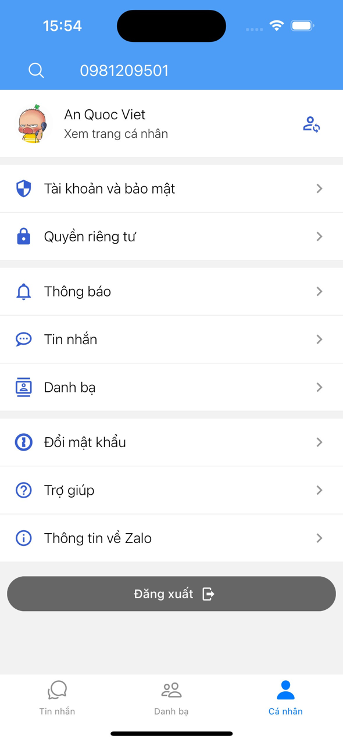 15:54
0981209501
An Quoc Viet
Xem trang cá nhân
Tài khoản và bảo mật
Quyền riêng tư
Thông báo
Tin nhắn
Danh bạ
Đổi mật khẩu
Trợ giúp
Thông tin về Zalo
Đăng xuất
Tin nhắn
Danh bạ
Cá nhân